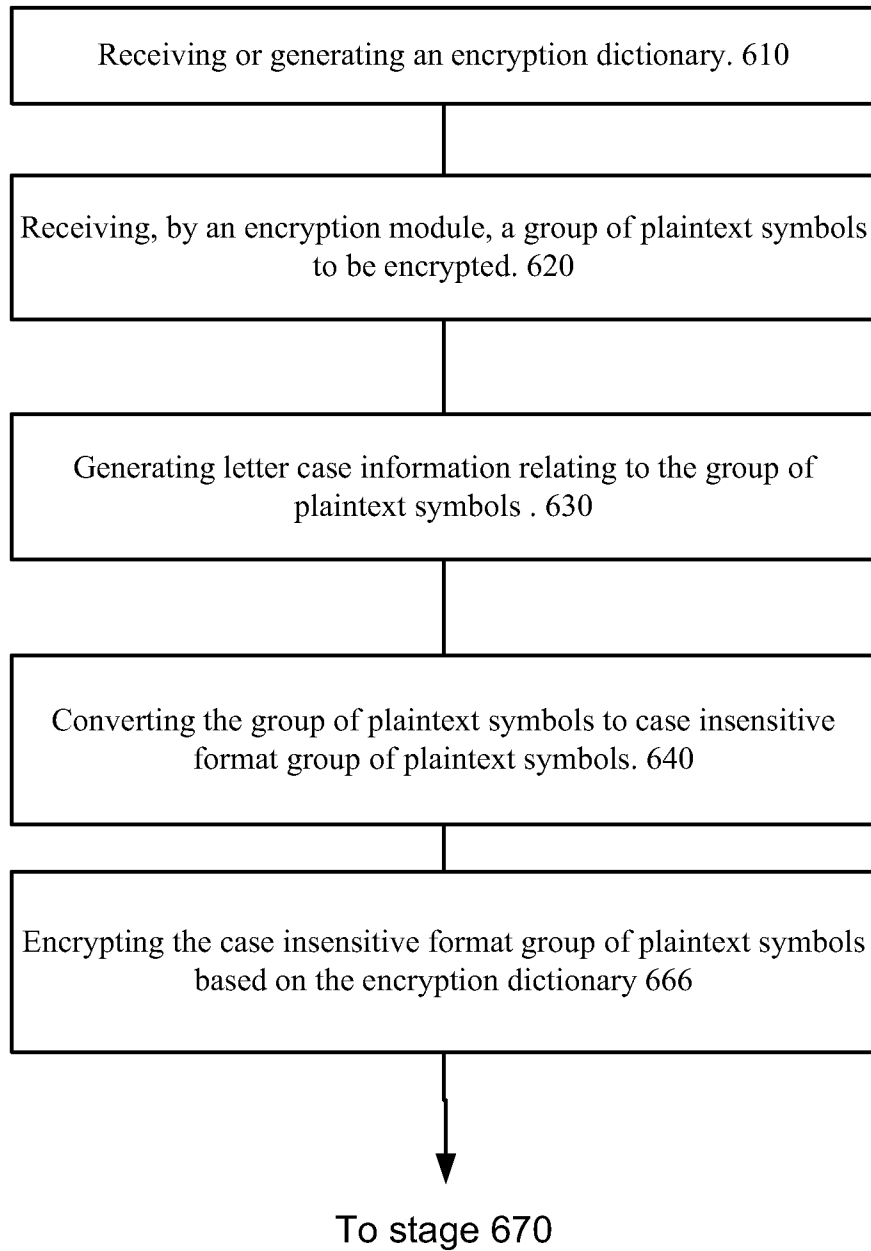 Receiving or generating an encryption dictionary. 610
Receiving, by an encryption module, a group of plaintext symbols
to be encrypted. 620
Generating letter case information relating to the group of
plaintext symbols . 630
Converting the group of plaintext symbols to case insensitive
format group of plaintext symbols. 640
Encrypting the case insensitive format group of plaintext symbols
based on the encryption dictionary 666
To stage 670